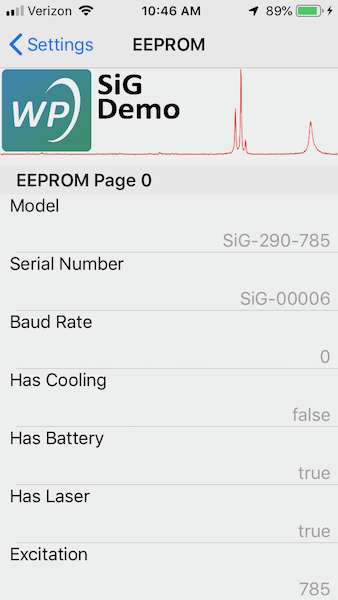 Verizon 10:46 AM 89%
Settings EEPROM
WP
SiG
Demo
EEPROM Page 0
Model
SiG-290-785
Serial Number
SiG-00006
Baud Rate
0
Has Cooling
false
Has Battery
true
Has Laser
true
Excitation
785